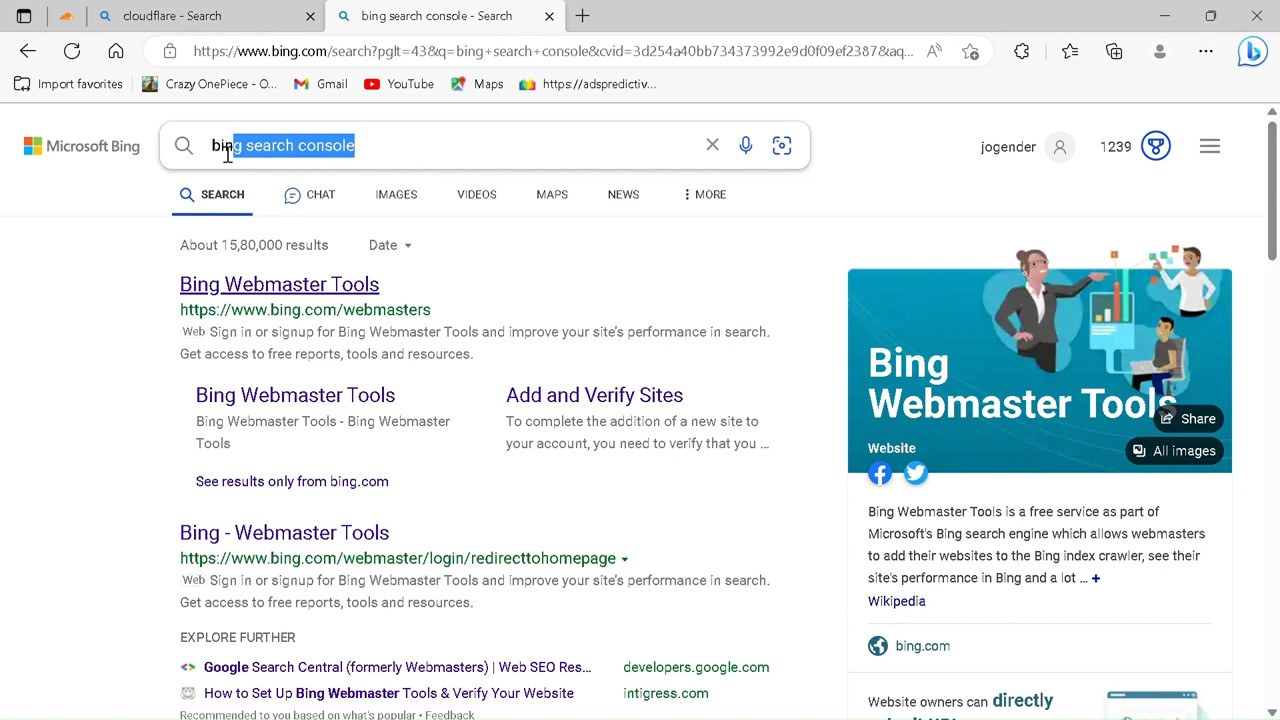 cloudflare - Search
bing search console - Search
https://www.bing.com/search?pglt=43&q=bing+search+console&cvid=3d254a40bb734373992e9d0f09ef2387&aq...
Import favorites
Crazy OnePiece - O...
Gmail
YouTube
Maps
https://adspredictiv...
Microsoft Bing
bing search console
jogender
1239
SEARCH
CHAT
IMAGES
VIDEOS
MAPS
NEWS
MORE
About 15,80,000 results
Date
Bing Webmaster Tools
https://www.bing.com/webmasters
Web Sign in or signup for Bing Webmaster Tools and improve your site's performance in search.
Get access to free reports, tools and resources.
Bing Webmaster Tools
Bing Webmaster Tools - Bing Webmaster
Tools
Add and Verify Sites
To complete the addition of a new site to
your account, you need to verify that you ...
See results only from bing.com
Bing - Webmaster Tools
https://www.bing.com/webmaster/login/redirecttohomepage
Web Sign in or signup for Bing Webmaster Tools and improve your site's performance in search.
Get access to free reports, tools and resources.
EXPLORE FURTHER
Google Search Central (formerly Webmasters) | Web SEO Res...
developers.google.com
How to Set Up Bing Webmaster Tools & Verify Your Website
intigress.com
Recommended to you based on what's popular • Feedback
Bing
Webmaster Tools
Share
Website
All images
Bing Webmaster Tools is a free service as part of
Microsoft's Bing search engine which allows webmasters
to add their websites to the Bing index crawler, see their
site's performance in Bing and a lot ... +
Wikipedia
bing.com
Website owners can directly